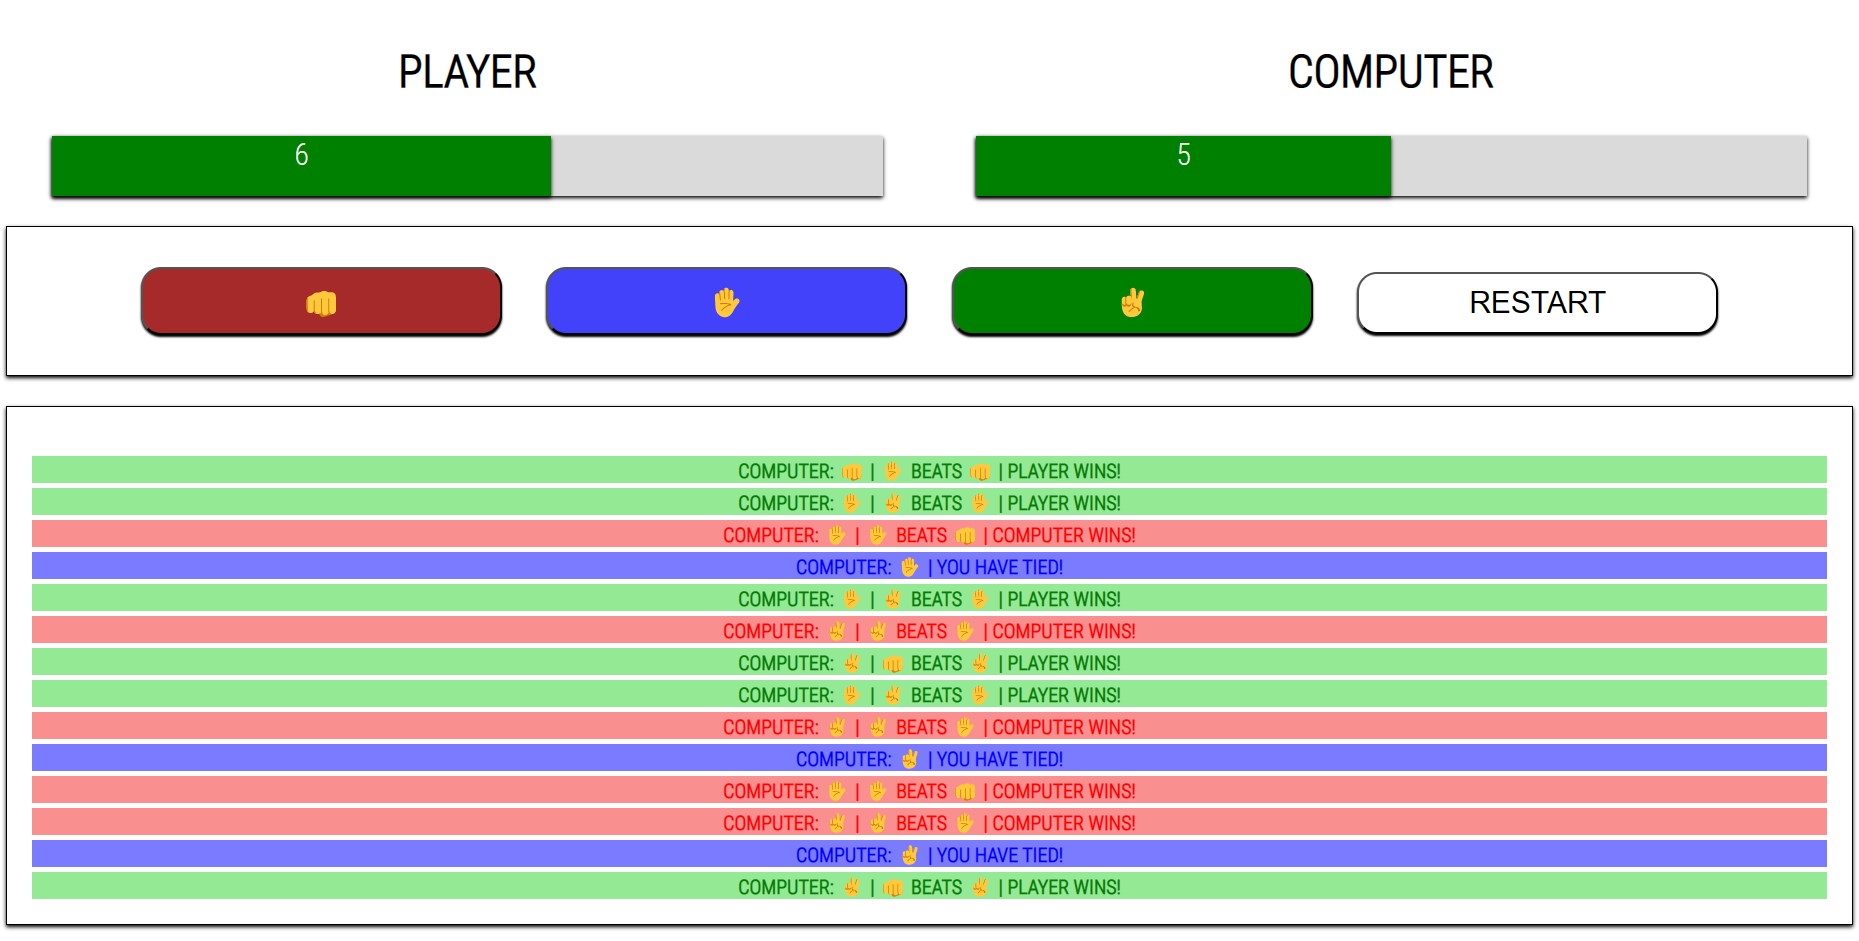 PLAYER COMPUTER
6 5
👊 ✋ ✌ RESTART
COMPUTER: 👊 | ✋ BEATS 👊 | PLAYER WINS!
COMPUTER: ✋ | ✌ BEATS ✋ | PLAYER WINS!
COMPUTER: ✋ | ✋ BEATS 👊 | COMPUTER WINS!
COMPUTER: ✋ | YOU HAVE TIED!
COMPUTER: ✋ | ✌ BEATS ✋ | PLAYER WINS!
COMPUTER: ✌ | ✌ BEATS ✋ | COMPUTER WINS!
COMPUTER: ✌ | 👊 BEATS ✌ | PLAYER WINS!
COMPUTER: ✋ | ✌ BEATS ✋ | PLAYER WINS!
COMPUTER: ✌ | ✌ BEATS ✋ | COMPUTER WINS!
COMPUTER: ✌ | YOU HAVE TIED!
COMPUTER: ✋ | ✋ BEATS 👊 | COMPUTER WINS!
COMPUTER: ✌ | ✌ BEATS ✋ | COMPUTER WINS!
COMPUTER: ✌ | YOU HAVE TIED!
COMPUTER: ✌ | 👊 BEATS ✌ | PLAYER WINS!